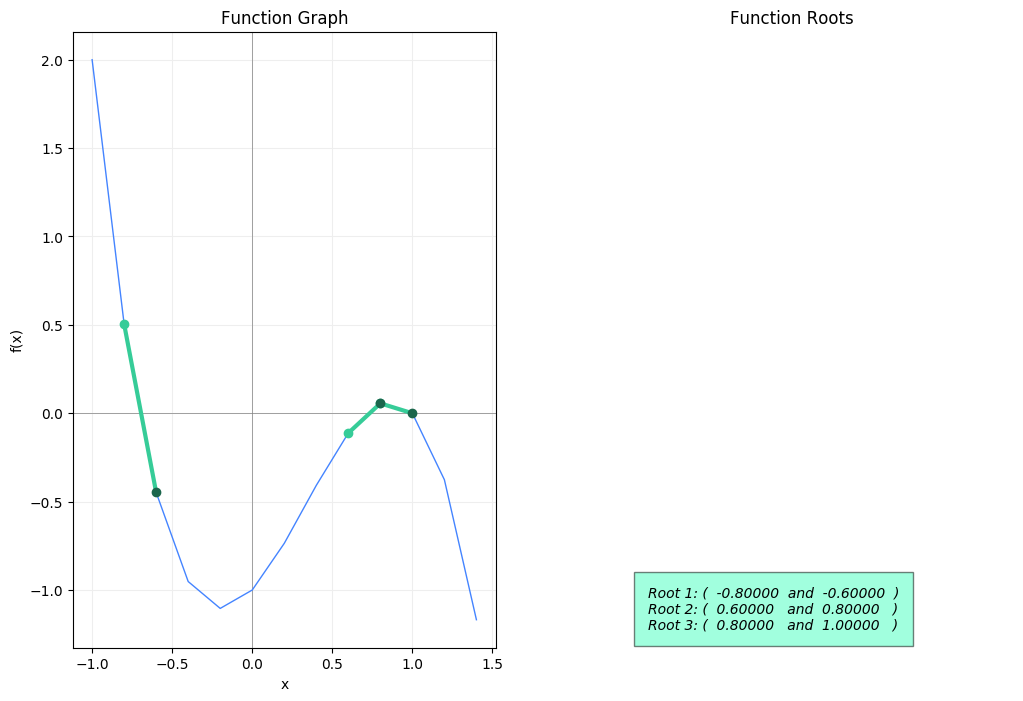 Function Graph
2.0
1.5
1.0
0.5
0.0
−0.5
−1.0
f(x)
−1.0
−0.5
0.0
0.5
1.0
1.5
x
Function Roots
Root 1: ( -0.80000 and -0.60000 )
Root 2: ( 0.60000 and 0.80000 )
Root 3: ( 0.80000 and 1.00000 )